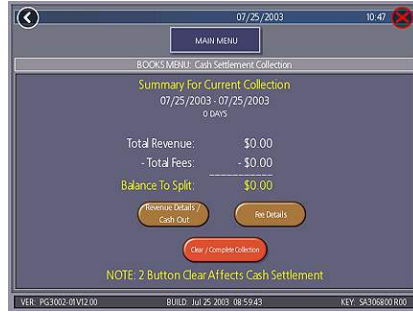 07/25/2003 10:47
MAIN MENU
BOOKS MENU: Cash Settlement Collection
Summary For Current Collection
07/25/2003 - 07/25/2003
0 DAYS
Total Revenue: $0.00
- Total Fees: - $0.00
Balance To Split: $0.00
Revenue Details / Cash Out
Fee Details
Clear / Complete Collection
NOTE: 2 Button Clear Affects Cash Settlement
VER: PG3002-01V12.00 BUILD: Jul 25 2003 08:59:43 KEY: SA306800 R00